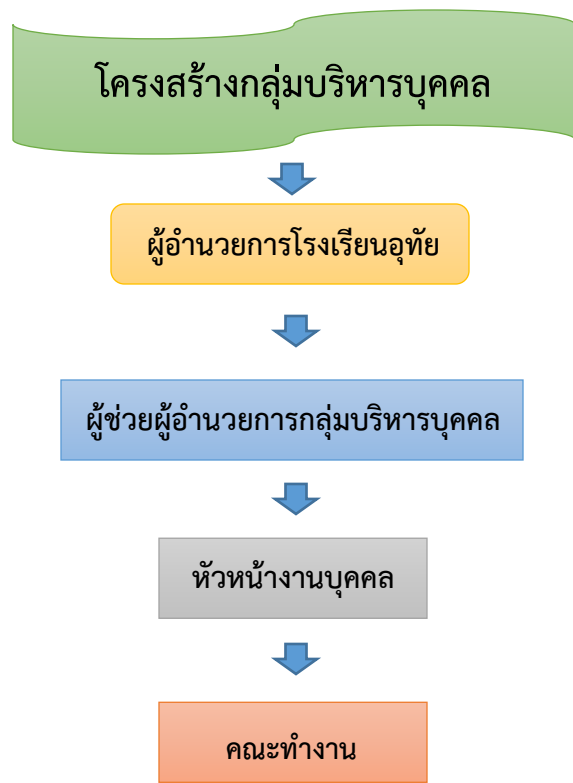 โครงสร้างกลุ่มบริหารบุคคล
ผู้อำนวยการโรงเรียนอุทัย
ผู้ช่วยผู้อำนวยการกลุ่มบริหารบุคคล
หัวหน้างานบุคคล
คณะทำงาน